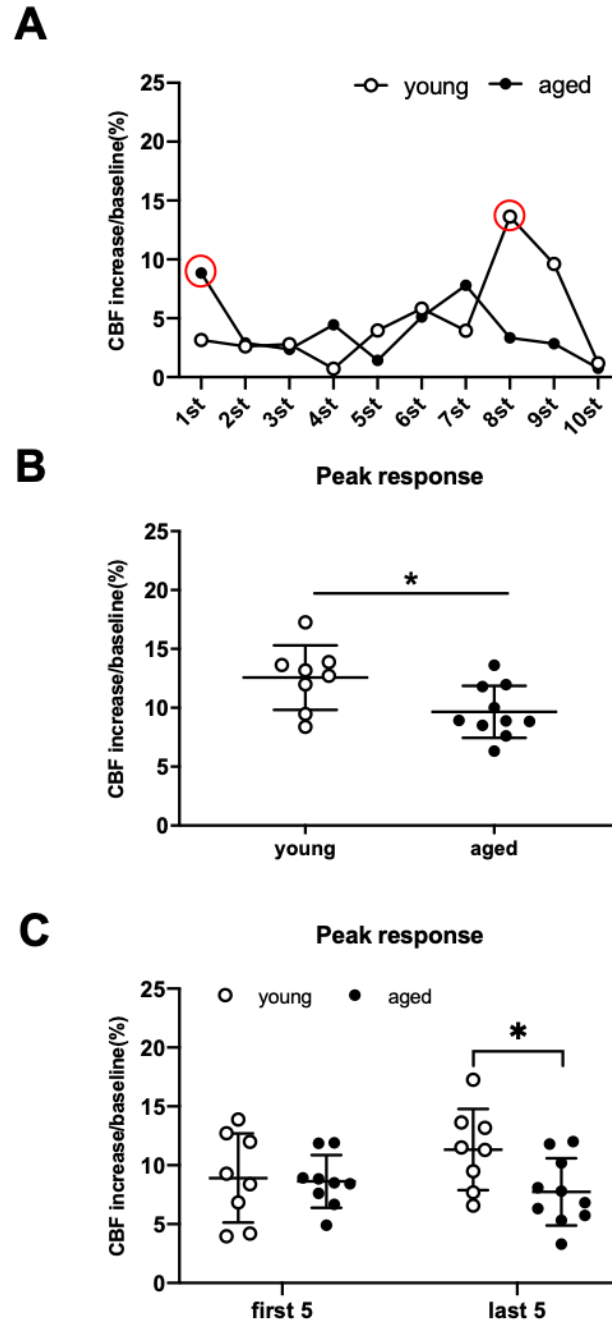 A
young aged
25
20
15
10
5
0
CBF increase/baseline(%)
1st 2st 3st 4st 5st 6st 7st 8st 9st 10st
B
Peak response
25
20
15
10
5
0
CBF increase/baseline(%)
*
young aged
C
Peak response
25
20
15
10
5
0
CBF increase/baseline(%)
young aged
*
first 5 last 5